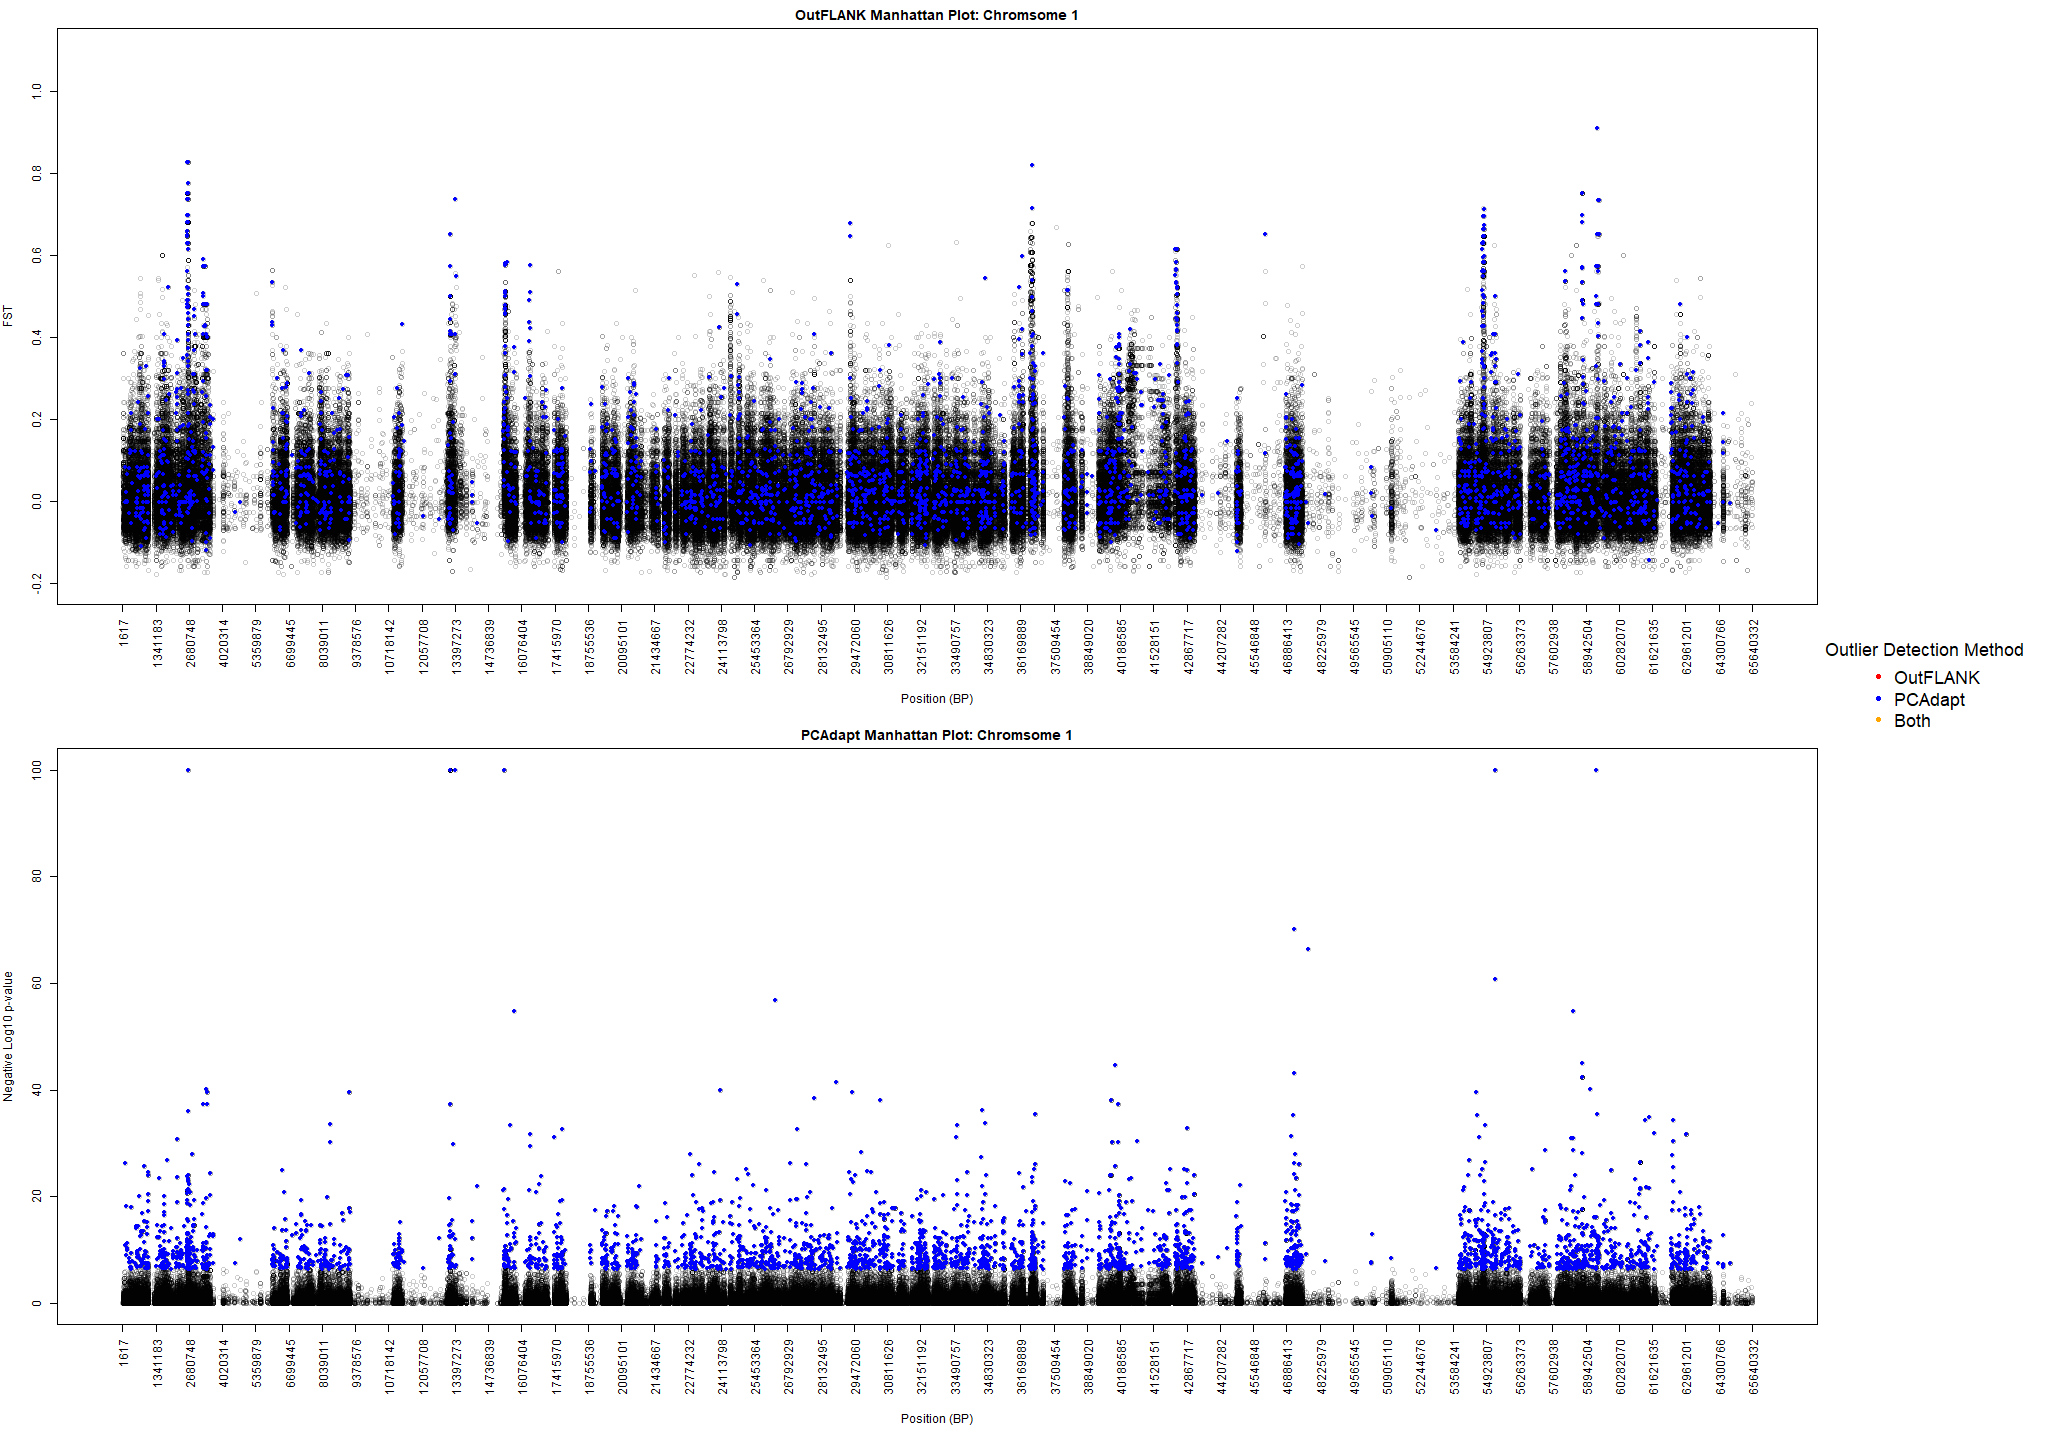 OutFLANK Manhattan Plot: Chromsome 1
FST
1.0
0.8
0.6
0.4
0.2
0.0
-0.2
1617 1341183 2680748 4020314 5359879 6699445 8039011 9378576 10718142 12057708 13397273 14736839 16076404 17415970 18755536 20095101 21434667 22774232 24113798 25453364 26792929 28132495 29472060 30811626 32151192 33490757 34830323 36169889 37509454 38849020 40188585 41528151 42867717 44207282 45546848 46886413 48225979 49565545 50905110 52244676 53584241 54923807 56263373 57602938 58942504 60282070 61621635 62961201 64300766 65640332
Position (BP)
Outlier Detection Method
OutFLANK
PCAdapt
Both
PCAdapt Manhattan Plot: Chromsome 1
Negative Log10 p-value
100
80
60
40
20
0
1617 1341183 2680748 4020314 5359879 6699445 8039011 9378576 10718142 12057708 13397273 14736839 16076404 17415970 18755536 20095101 21434667 22774232 24113798 25453364 26792929 28132495 29472060 30811626 32151192 33490757 34830323 36169889 37509454 38849020 40188585 41528151 42867717 44207282 45546848 46886413 48225979 49565545 50905110 52244676 53584241 54923807 56263373 57602938 58942504 60282070 61621635 62961201 64300766 65640332
Position (BP)